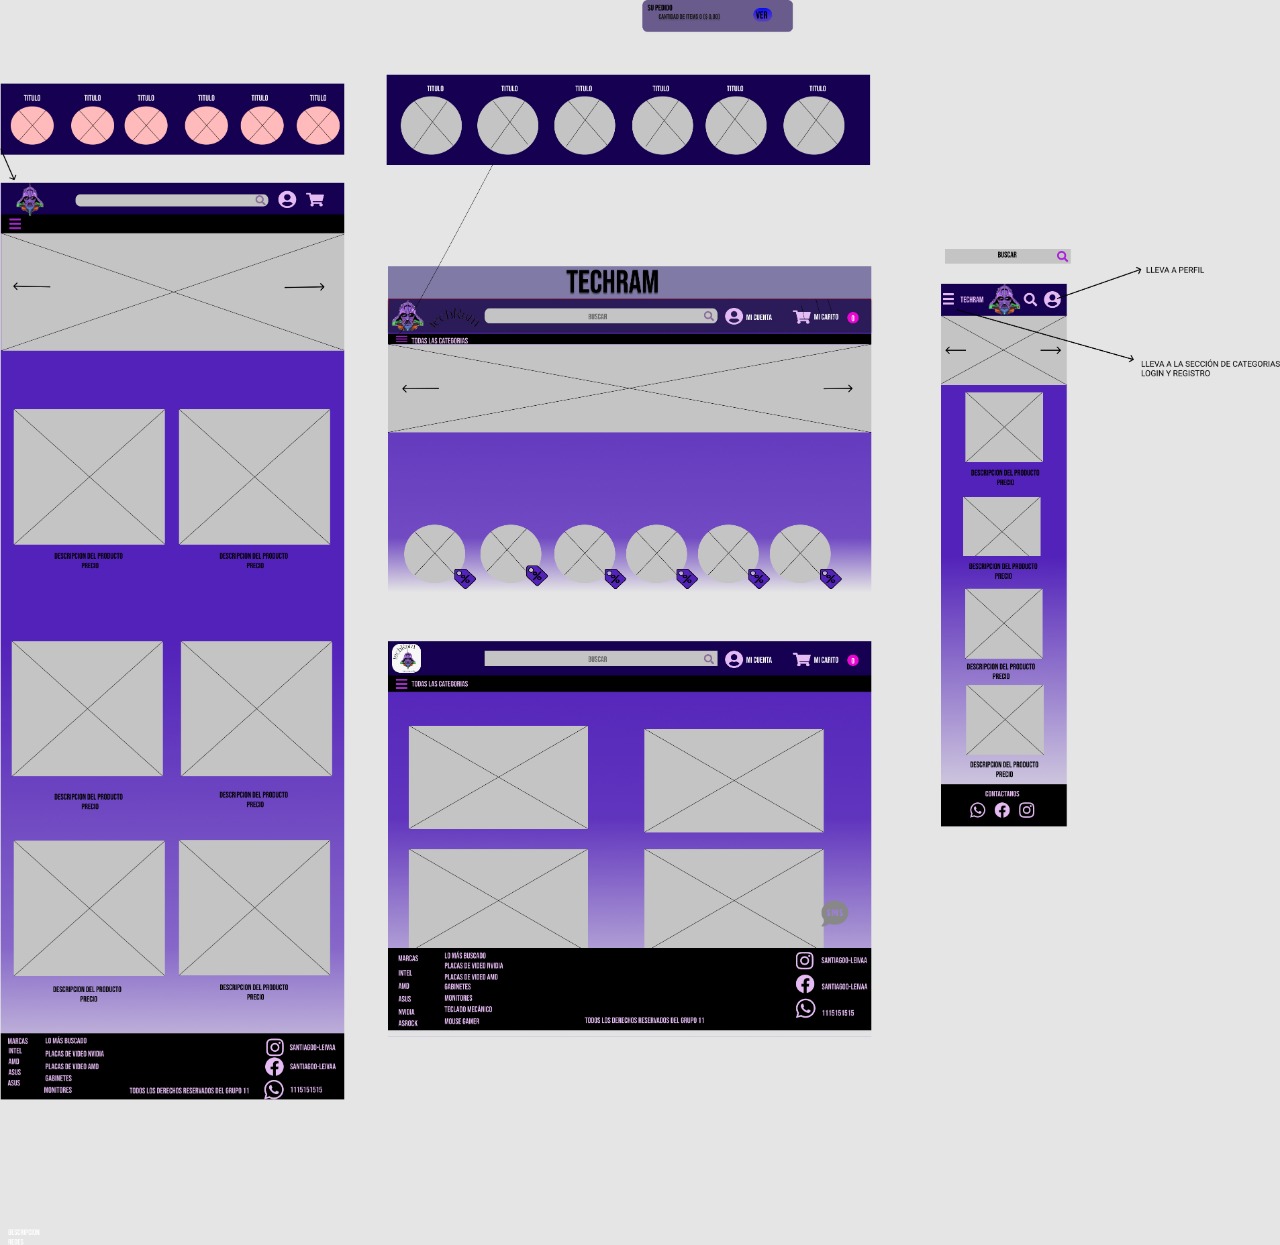 SU PEDIDO
CANTIDAD DE ITEMS 0 ($ 0.00)
VER
TITULO TITULO TITULO TITULO TITULO TITULO
TITULO TITULO TITULO TITULO TITULO TITULO
DESCRIPCION DEL PRODUCTO
PRECIO
DESCRIPCION DEL PRODUCTO
PRECIO
DESCRIPCION DEL PRODUCTO
PRECIO
DESCRIPCION DEL PRODUCTO
PRECIO
DESCRIPCION DEL PRODUCTO
PRECIO
DESCRIPCION DEL PRODUCTO
PRECIO
MARCAS
INTEL
AMD
ASUS
ASUS
LO MÁS BUSCADO
PLACAS DE VIDEO NVIDIA
PLACAS DE VIDEO AMD
GABINETES
MONITORES
TODOS LOS DERECHOS RESERVADOS DEL GRUPO 11
SANTIAGOO-LEIVAA
SANTIAGOO-LEIVAA
1115151515
TECHRAM
techRam
BUSCAR
MI CUENTA
MI CARITO
0
TODAS LAS CATEGORIAS
techRam
BUSCAR
MI CUENTA
MI CARITO
0
TODAS LAS CATEGORIAS
MARCAS
INTEL
AMD
ASUS
NVIDIA
ASROCK
LO MÁS BUSCADO
PLACAS DE VIDEO NVIDIA
PLACAS DE VIDEO AMD
GABINETES
MONITORES
TECLADO MECÁNICO
MOUSE GAMER
TODOS LOS DERECHOS RESERVADOS DEL GRUPO 11
SANTIAGOO-LEIVAA
SANTIAGOO-LEIVAA
1115151515
BUSCAR
LLEVA A PERFIL
TECHRAM
LLEVA A LA SECCIÓN DE CATEGORIAS
LOGIN Y REGISTRO
DESCRIPCION DEL PRODUCTO
PRECIO
DESCRIPCION DEL PRODUCTO
PRECIO
DESCRIPCION DEL PRODUCTO
PRECIO
DESCRIPCION DEL PRODUCTO
PRECIO
CONTACTANOS
DESCRIPCION
REDES